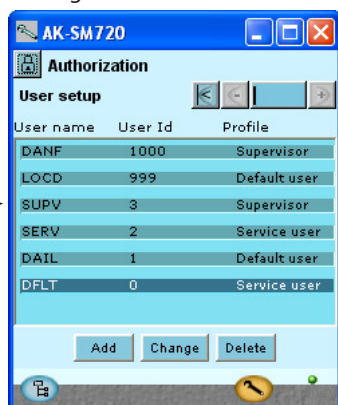 AK-SM720
Authorization
User setup
User name User Id Profile
DANF 1000 Supervisor
LOCD 999 Default user
SUPV 3 Supervisor
SERV 2 Service user
DAIL 1 Default user
DFLT 0 Service user
Add Change Delete